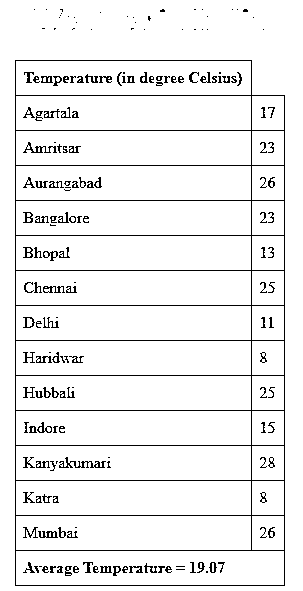 Temperature (in degree Celsius)
Agartala 17
Amritsar 23
Aurangabad 26
Bangalore 23
Bhopal 13
Chennai 25
Delhi 11
Haridwar 8
Hubbali 25
Indore 15
Kanyakumari 28
Katra 8
Mumbai 26
Average Temperature = 19.07